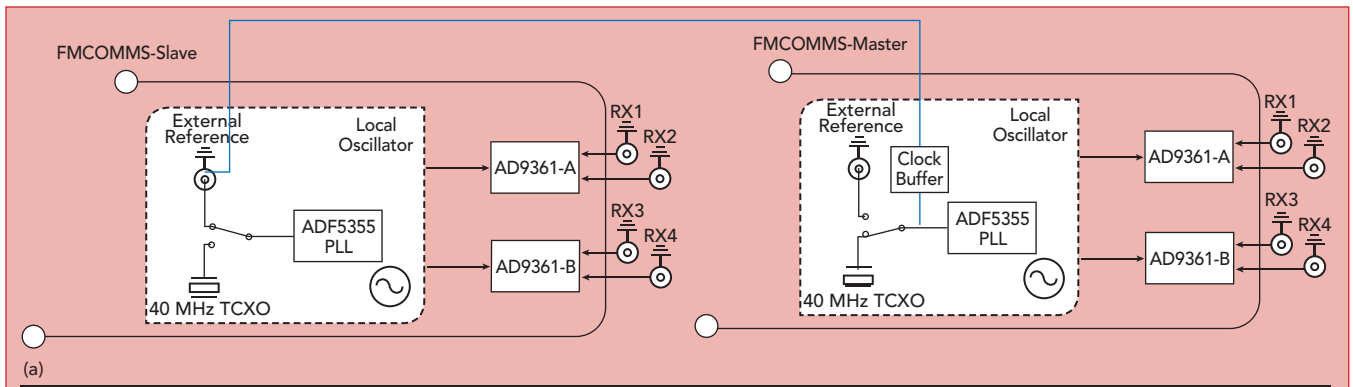 FMCOMMS-Slave
External
Reference
Local
Oscillator
ADF5355
PLL
40 MHz TCXO
AD9361-A
AD9361-B
RX1
RX2
RX3
RX4
FMCOMMS-Master
External
Reference
Local
Oscillator
Clock
Buffer
ADF5355
PLL
40 MHz TCXO
AD9361-A
AD9361-B
RX1
RX2
RX3
RX4
(a)